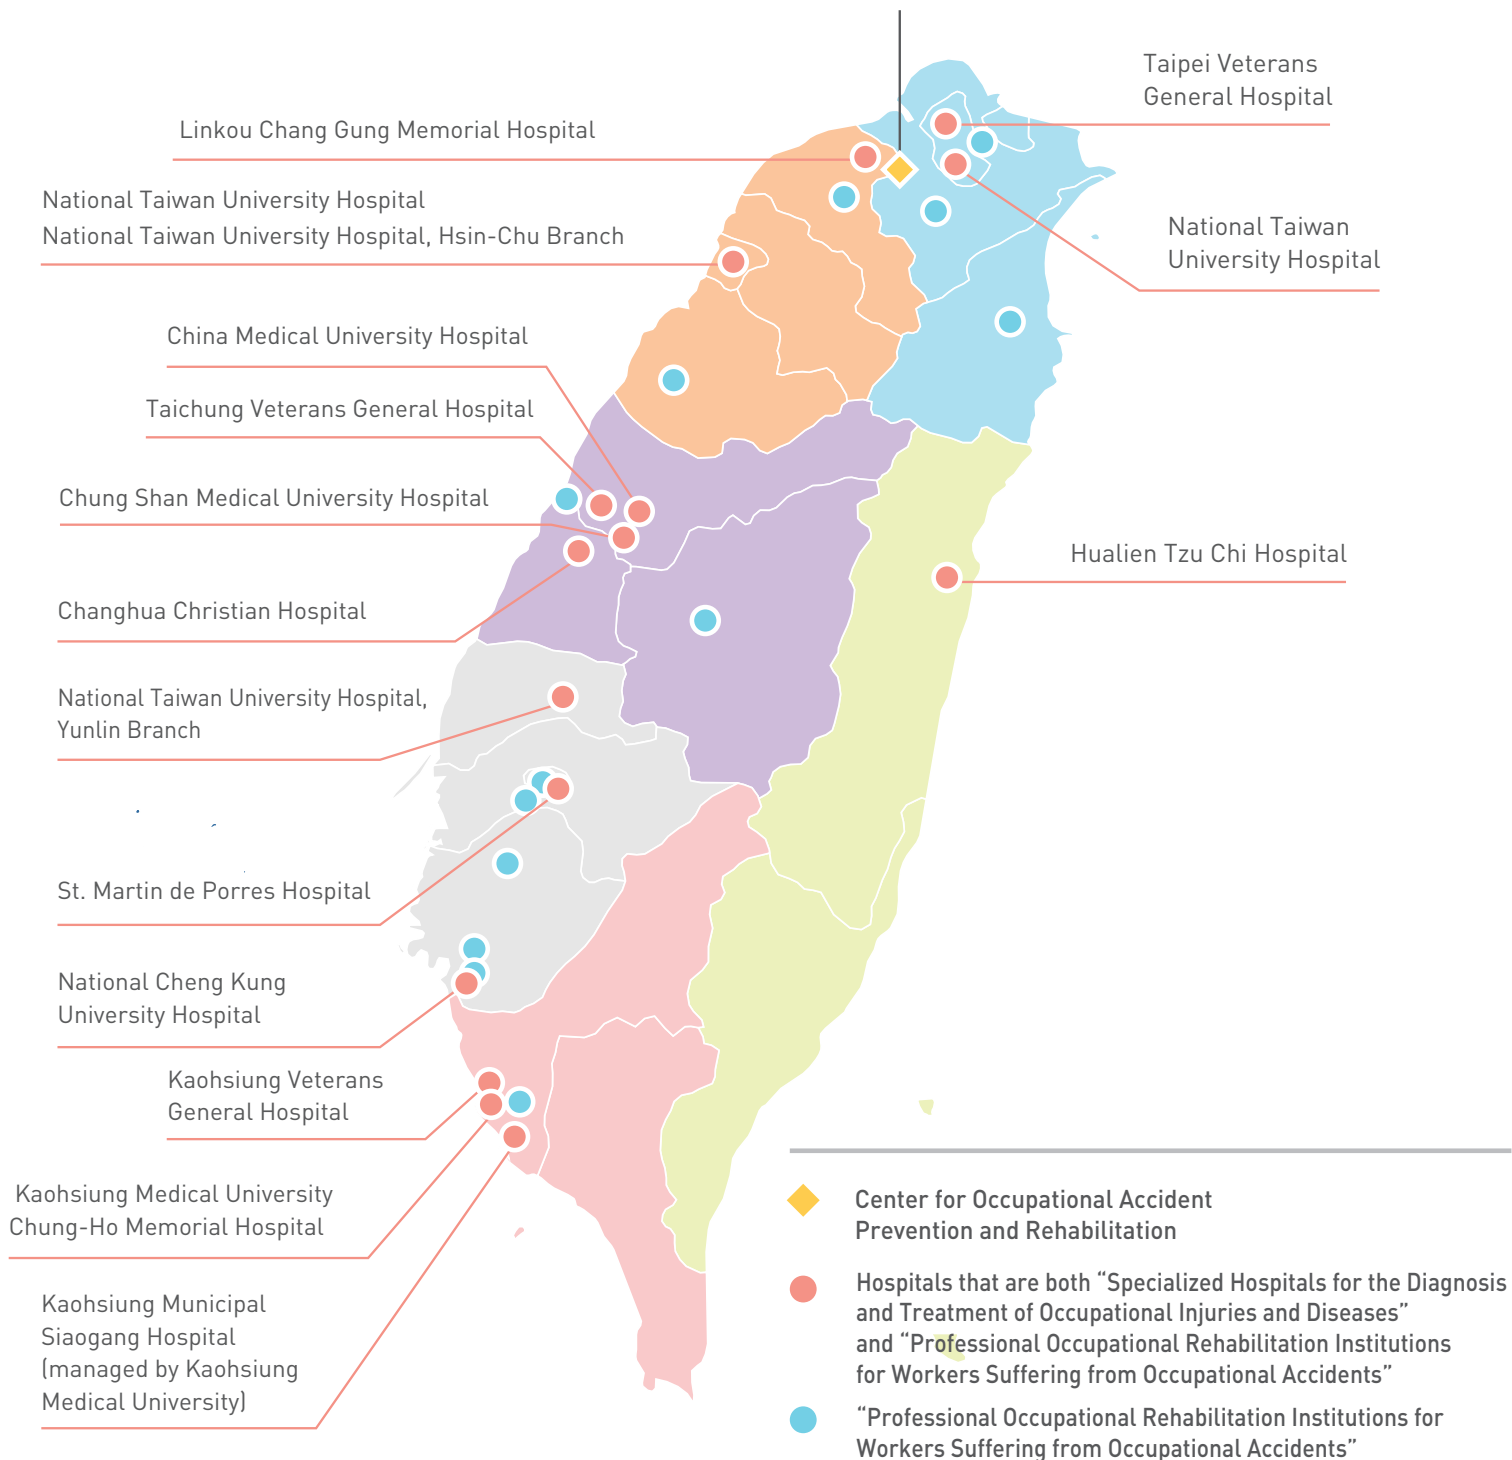 Taipei Veterans
General Hospital
Linkou Chang Gung Memorial Hospital
National Taiwan University Hospital
National Taiwan University Hospital, Hsin-Chu Branch
National Taiwan
University Hospital
China Medical University Hospital
Taichung Veterans General Hospital
Chung Shan Medical University Hospital
Hualien Tzu Chi Hospital
Changhua Christian Hospital
National Taiwan University Hospital,
Yunlin Branch
St. Martin de Porres Hospital
National Cheng Kung
University Hospital
Kaohsiung Veterans
General Hospital
Kaohsiung Medical University
Chung-Ho Memorial Hospital
Kaohsiung Municipal
Siaogang Hospital
(managed by Kaohsiung
Medical University)
Center for Occupational Accident
Prevention and Rehabilitation
Hospitals that are both “Specialized Hospitals for the Diagnosis
and Treatment of Occupational Injuries and Diseases”
and “Professional Occupational Rehabilitation Institutions
for Workers Suffering from Occupational Accidents”
“Professional Occupational Rehabilitation Institutions for
Workers Suffering from Occupational Accidents”